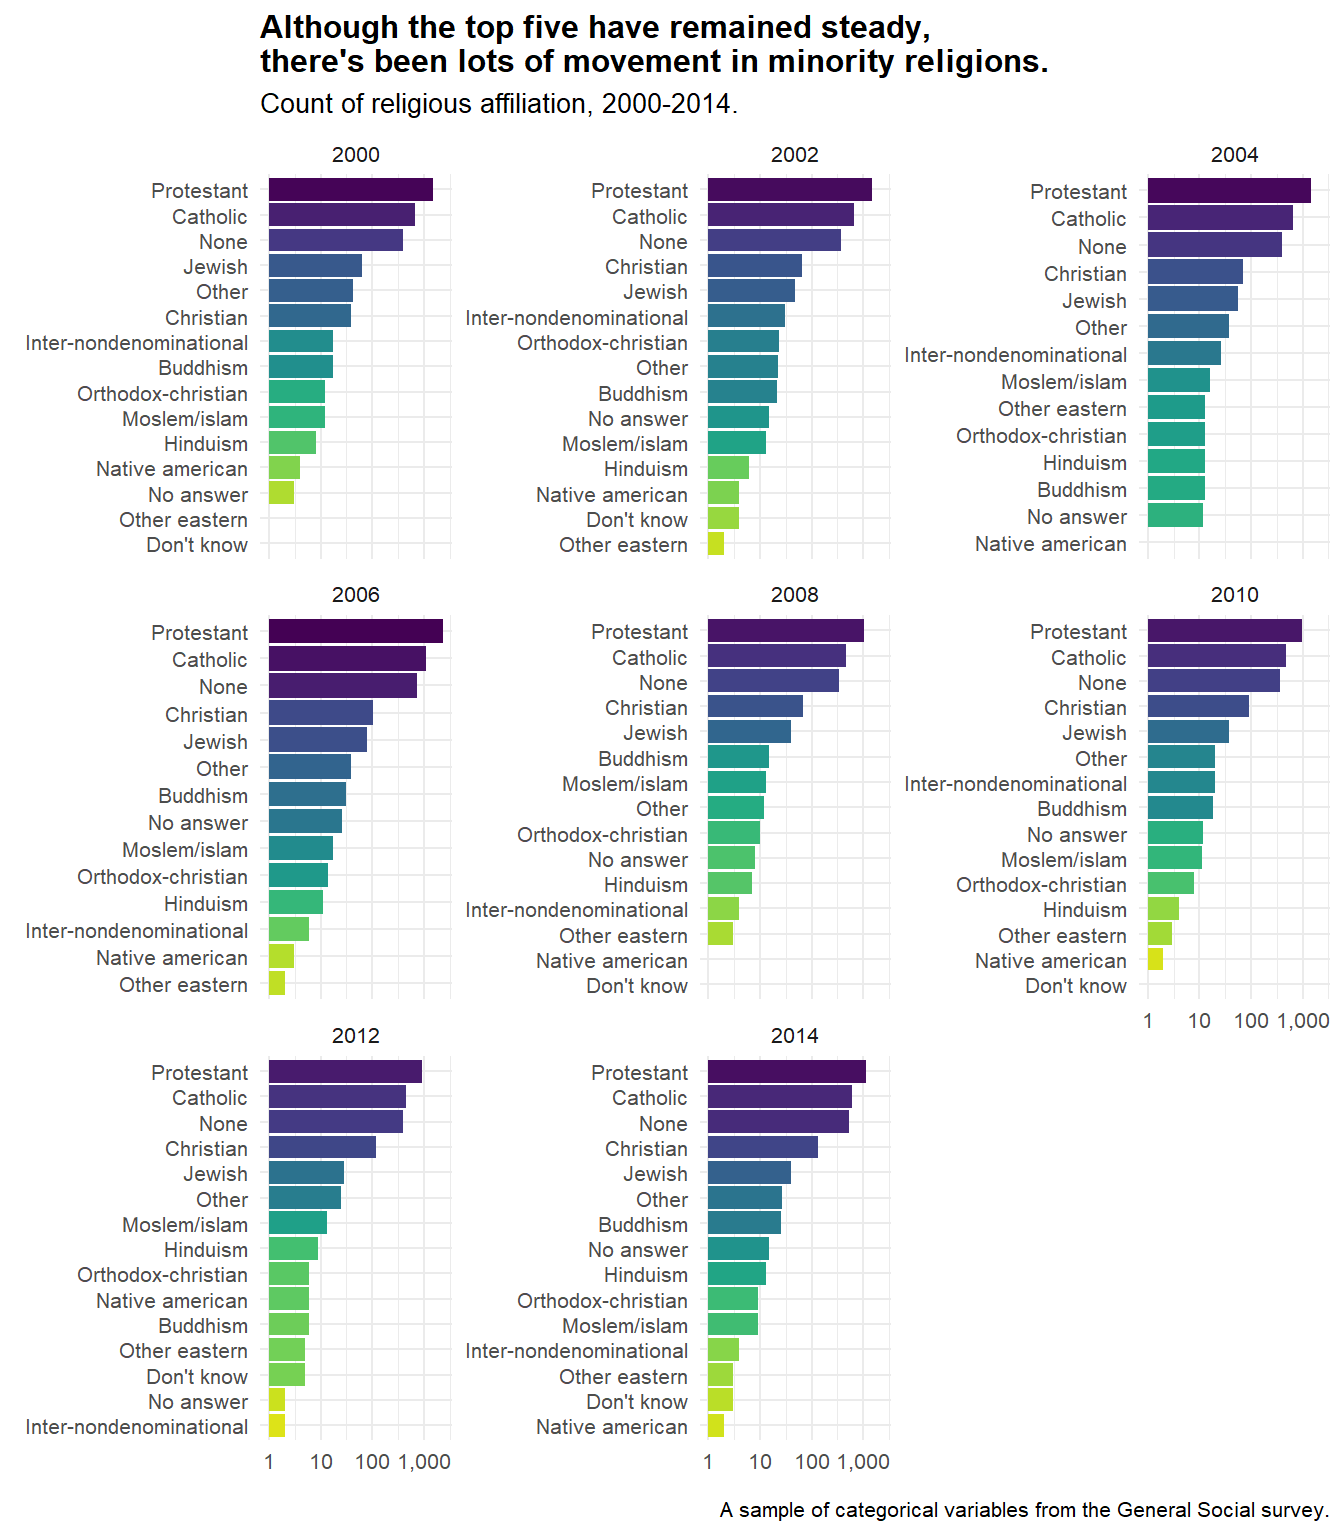 Although the top five have remained steady,
there's been lots of movement in minority religions.
Count of religious affiliation, 2000-2014.
2000
Protestant
Catholic
None
Jewish
Other
Christian
Inter-nondenominational
Buddhism
Orthodox-christian
Moslem/islam
Hinduism
Native american
No answer
Other eastern
Don't know
2002
Protestant
Catholic
None
Christian
Jewish
Inter-nondenominational
Orthodox-christian
Other
Buddhism
No answer
Moslem/islam
Hinduism
Native american
Don't know
Other eastern
2004
Protestant
Catholic
None
Christian
Jewish
Other
Inter-nondenominational
Moslem/islam
Other eastern
Orthodox-christian
Hinduism
Buddhism
No answer
Native american
2006
Protestant
Catholic
None
Christian
Jewish
Other
Buddhism
No answer
Moslem/islam
Orthodox-christian
Hinduism
Inter-nondenominational
Native american
Other eastern
2008
Protestant
Catholic
None
Christian
Jewish
Buddhism
Moslem/islam
Other
Orthodox-christian
No answer
Hinduism
Inter-nondenominational
Other eastern
Native american
Don't know
2010
Protestant
Catholic
None
Christian
Jewish
Other
Inter-nondenominational
Buddhism
No answer
Moslem/islam
Orthodox-christian
Hinduism
Other eastern
Native american
Don't know
1 10 100 1,000
2012
Protestant
Catholic
None
Christian
Jewish
Other
Moslem/islam
Hinduism
Orthodox-christian
Native american
Buddhism
Other eastern
Don't know
No answer
Inter-nondenominational
1 10 100 1,000
2014
Protestant
Catholic
None
Christian
Jewish
Other
Buddhism
No answer
Hinduism
Orthodox-christian
Moslem/islam
Inter-nondenominational
Other eastern
Don't know
Native american
1 10 100 1,000
A sample of categorical variables from the General Social survey.